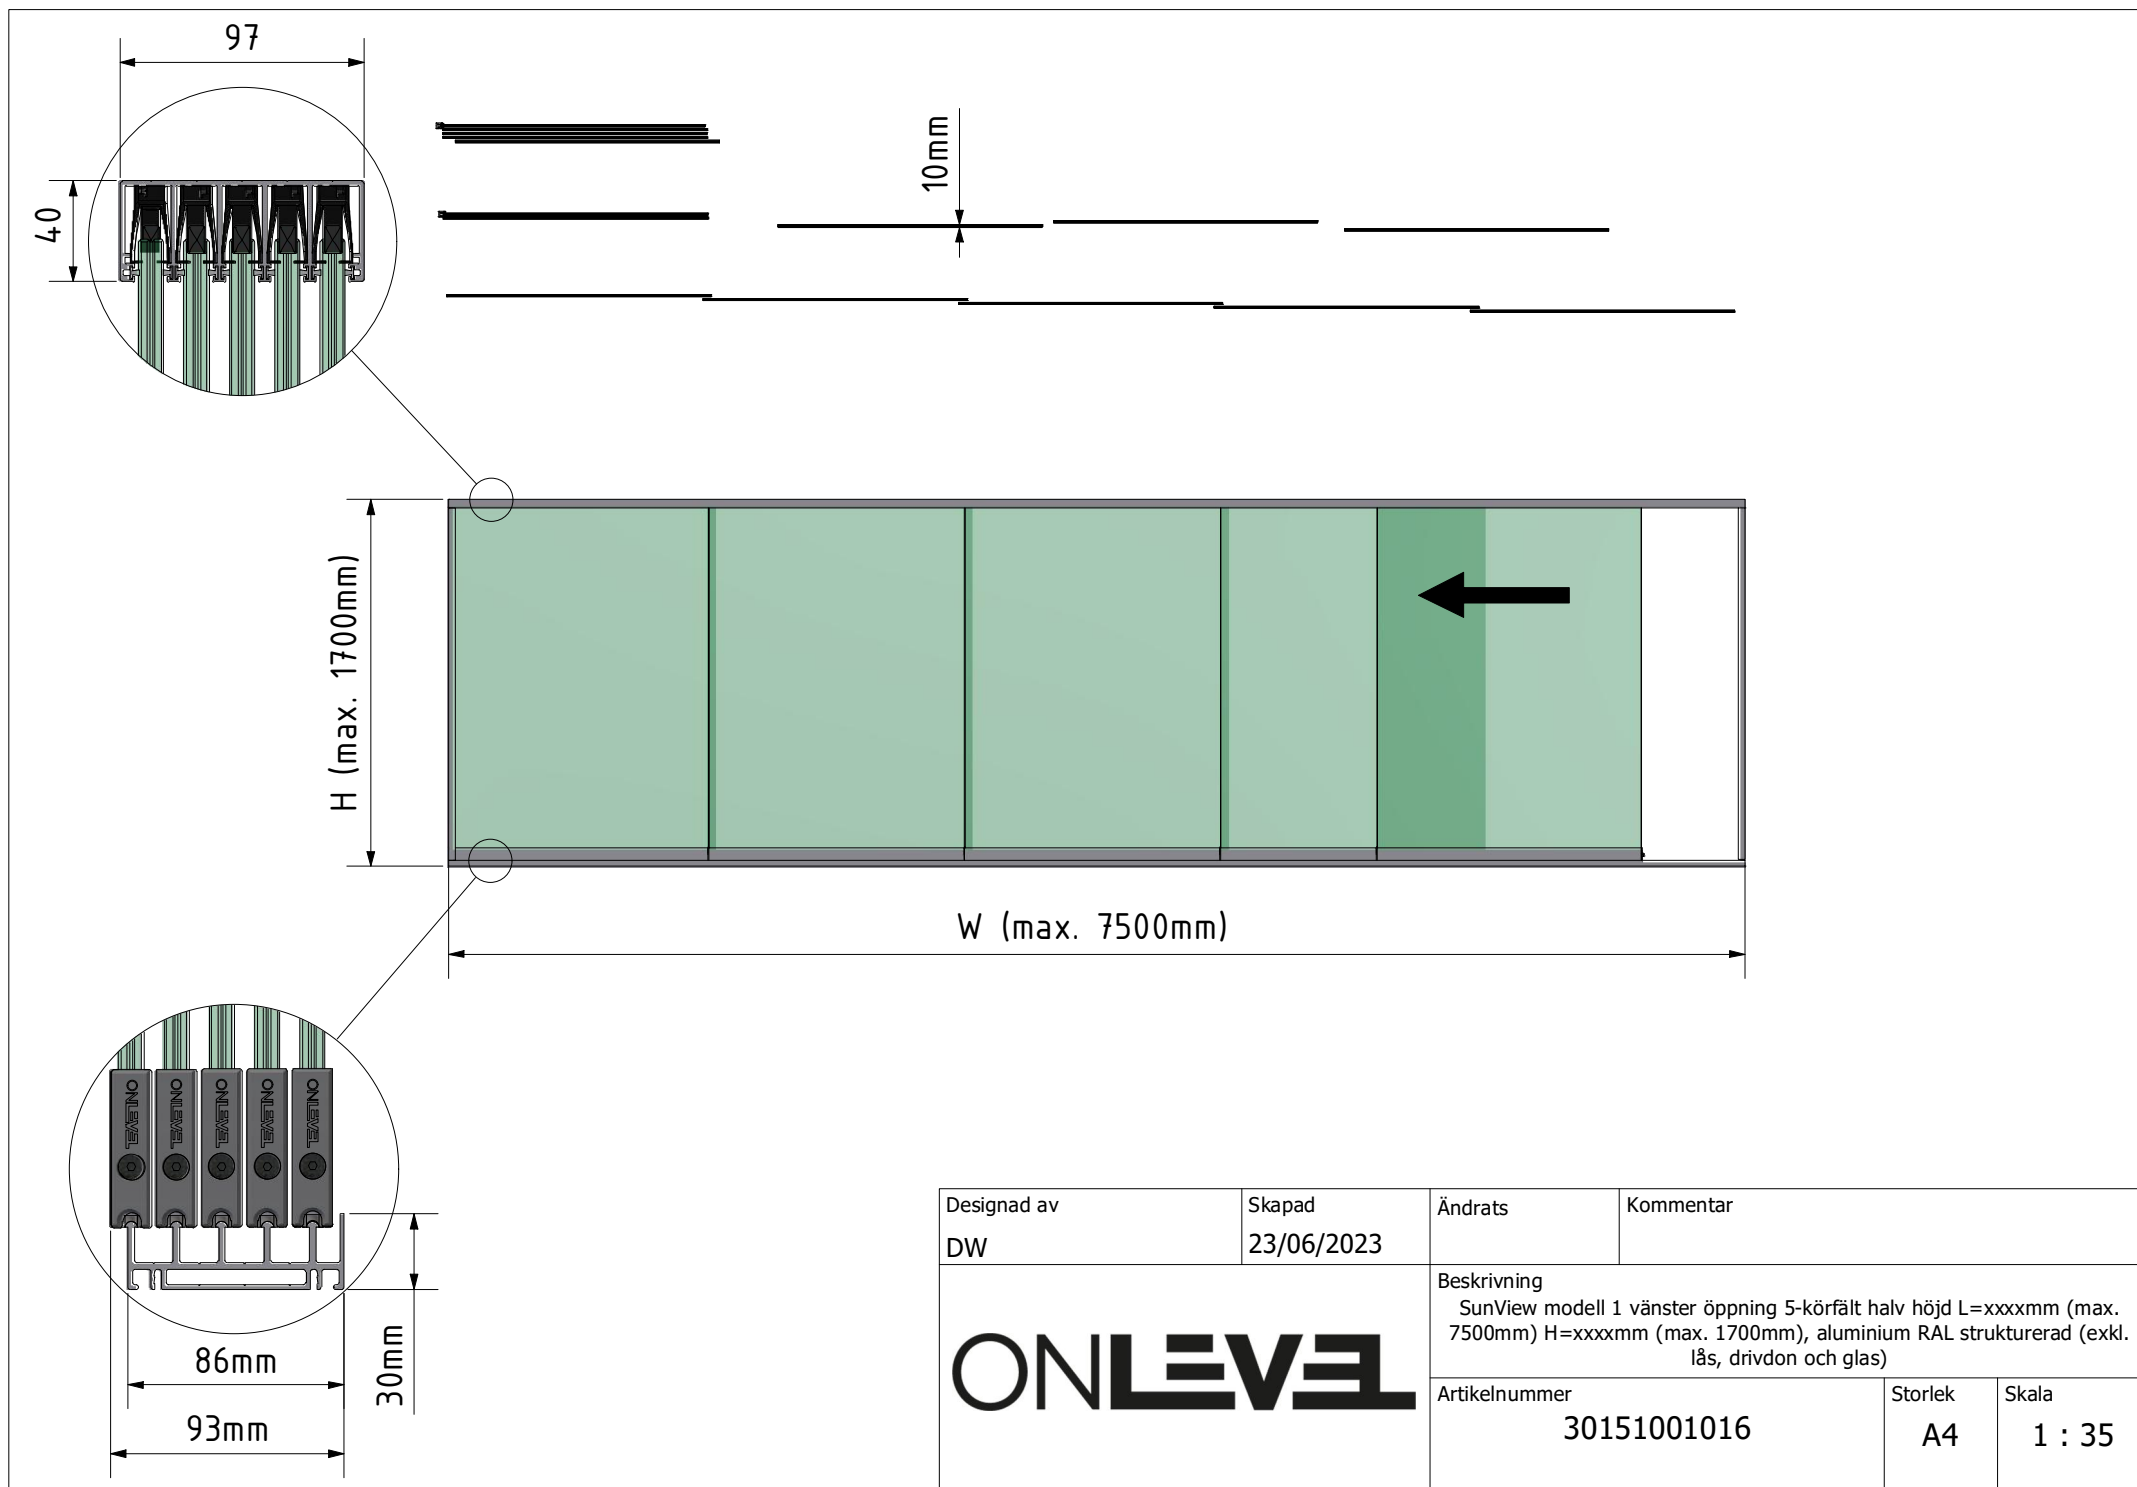 97
40
10mm
H (max. 1700mm)
W (max. 7500mm)
ONLEVEL
ONLEVEL
ONLEVEL
ONLEVEL
ONLEVEL
30mm
86mm
93mm
Designad av
DW
Skapad
23/06/2023
Ändrats
Kommentar
ONLEVEL
Beskrivning
SunView modell 1 vänster öppning 5-körfält halv höjd L=xxxxmm (max.
7500mm) H=xxxxmm (max. 1700mm), aluminium RAL strukturerad (exkl.
lås, drivdon och glas)
Artikelnummer
30151001016
Storlek
A4
Skala
1 : 35